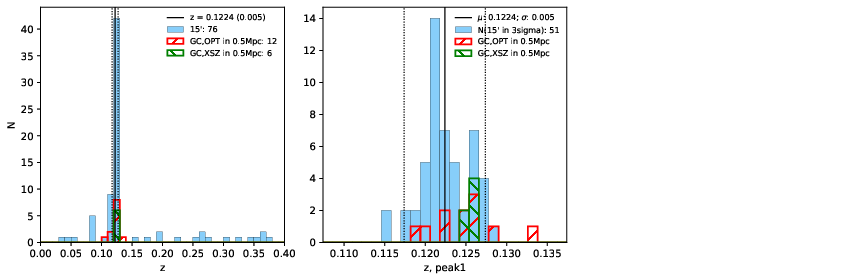 z = 0.1224 (0.005)
15': 76
GC,OPT in 0.5Mpc: 12
GC,XSZ in 0.5Mpc: 6
N
40
35
30
25
20
15
10
5
0
0.00 0.05 0.10 0.15 0.20 0.25 0.30 0.35 0.40
z
μ: 0.1224; σ: 0.005
N(15' in 3sigma): 51
GC,OPT in 0.5Mpc
GC,XSZ in 0.5Mpc
14
12
10
8
6
4
2
0
0.110 0.115 0.120 0.125 0.130 0.135
z, peak1